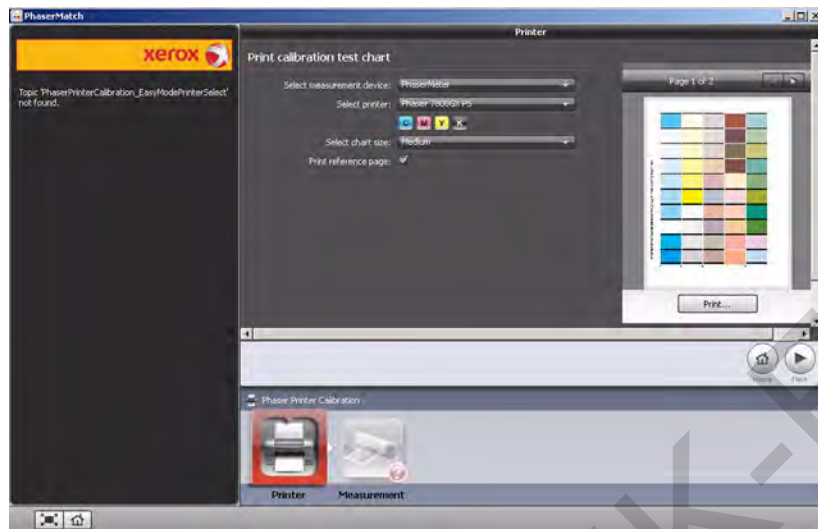 PhaserMatch
Printer
xerox
Topic 'PhaserPrinterCalibration_EasyModePrinterSelect'
not found.
Print calibration test chart
Select measurement device: PhaserMeter
Select printer: Phaser 7800GX PS
C M Y K
Select chart size: Medium
Print reference page:
Page 1 of 2
Print...
Home Next
Phaser Printer Calibration
Printer Measurement